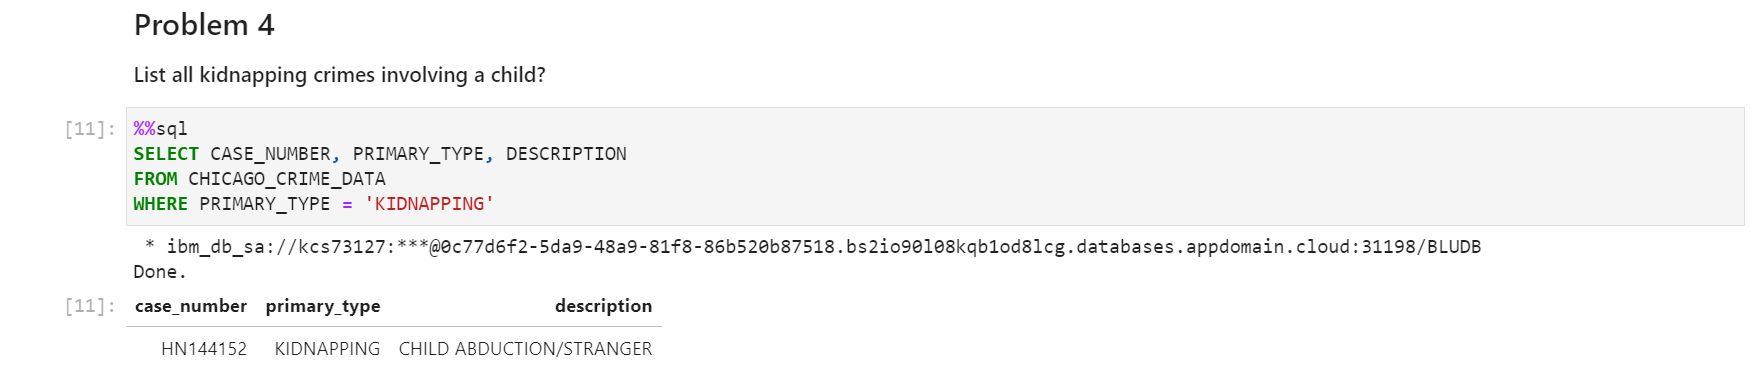 Problem 4
List all kidnapping crimes involving a child?
[11]: %%sql
SELECT CASE_NUMBER, PRIMARY_TYPE, DESCRIPTION
FROM CHICAGO_CRIME_DATA
WHERE PRIMARY_TYPE = 'KIDNAPPING'
* ibm_db_sa://kcs73127:***@0c77d6f2-5da9-48a9-81f8-86b520b87518.bs2io90l08kqb1od8lcg.databases.appdomain.cloud:31198/BLUDB
Done.
[11]: case_number primary_type description
HN144152 KIDNAPPING CHILD ABDUCTION/STRANGER